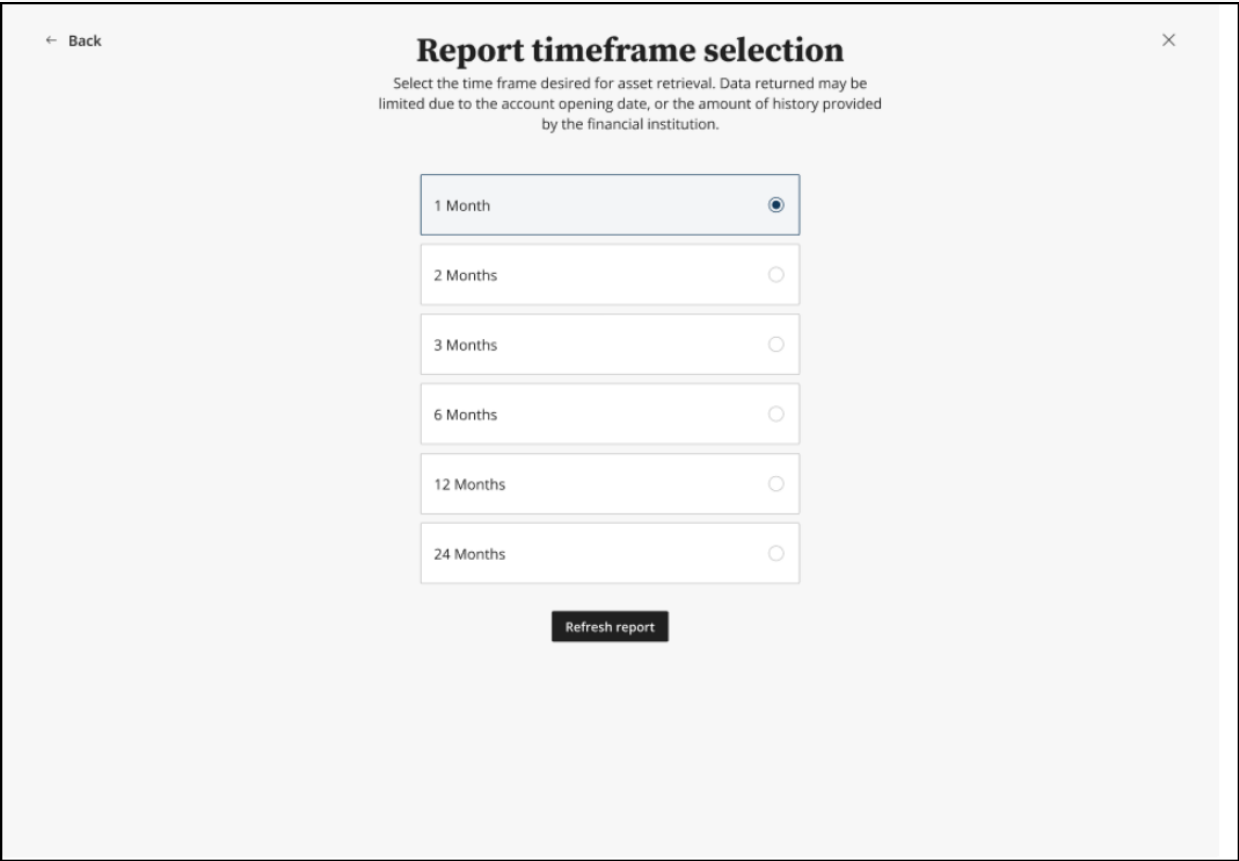 ← Back
Report timeframe selection
Select the time frame desired for asset retrieval. Data returned may be
limited due to the account opening date, or the amount of history provided
by the financial institution.
1 Month
2 Months
3 Months
6 Months
12 Months
24 Months
Refresh report